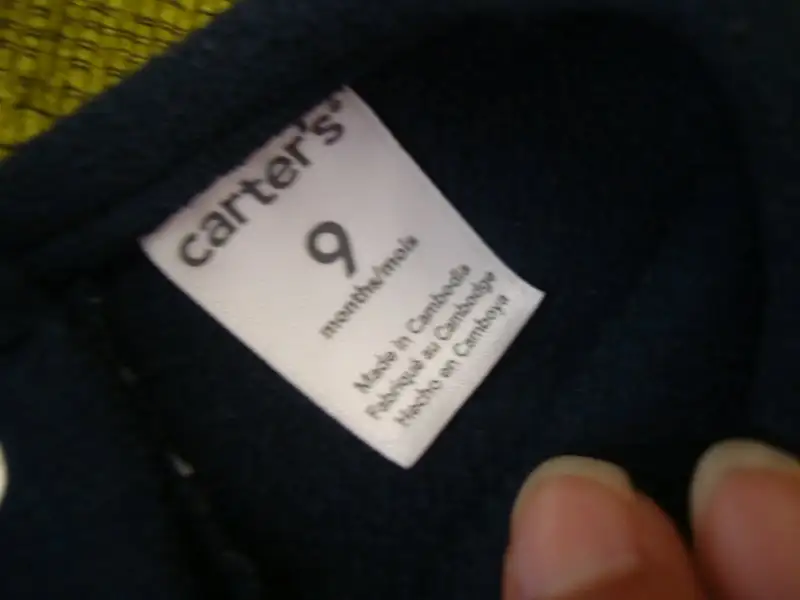 carter's®
9
months/mois
Made in Cambodia
Fabriqué au Cambodge
Hecho en Camboya